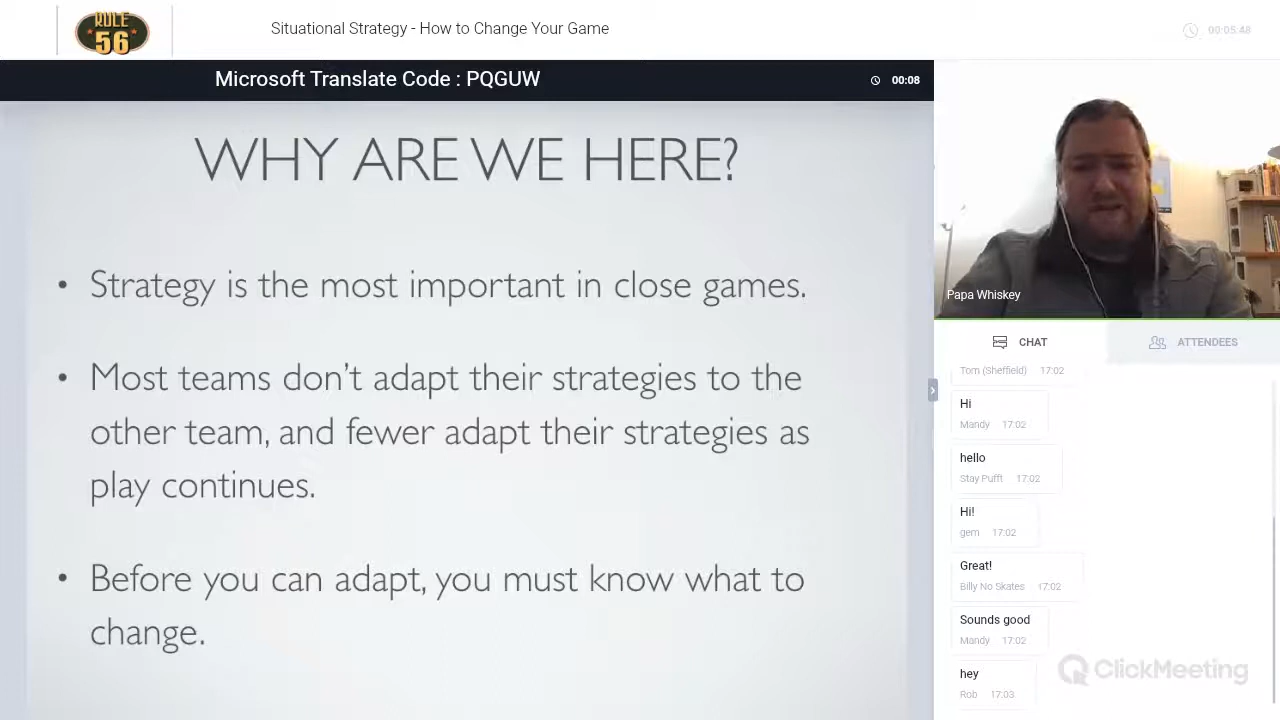 RULE
56
Situational Strategy - How to Change Your Game
00:05:48
Microsoft Translate Code : PQGUW
00:08
WHY ARE WE HERE?
• Strategy is the most important in close games.
• Most teams don't adapt their strategies to the
other team, and fewer adapt their strategies as
play continues.
• Before you can adapt, you must know what to
change.
Papa Whiskey
CHAT
ATTENDEES
Tom (Sheffield) 17:02
Hi
Mandy 17:02
hello
Stay Pufft 17:02
Hi!
gem 17:02
Great!
Billy No Skates 17:02
Sounds good
Mandy 17:02
hey
Rob 17:03
ClickMeeting